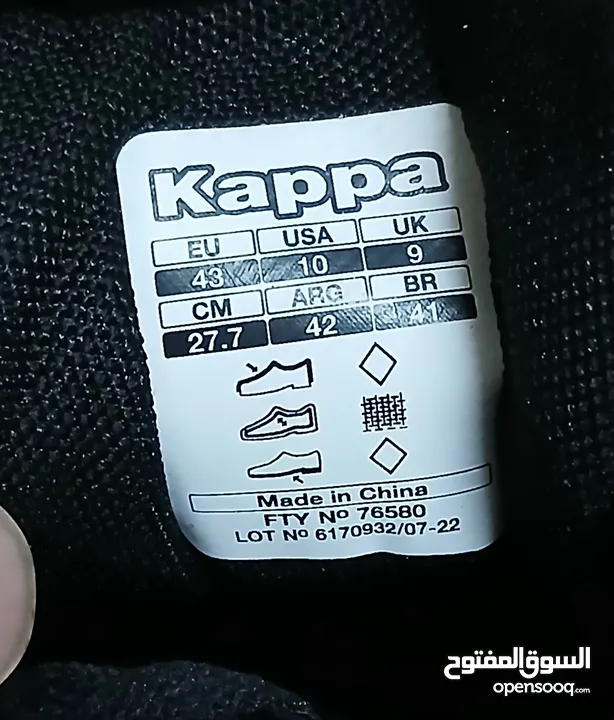 Kappa
EU USA UK
43 10 9
CM ARG BR
27.7 42 41
Made in China
FTY Nº 76580
LOT Nº 6170932/07-22
السوق المفتوح
opensooq.com